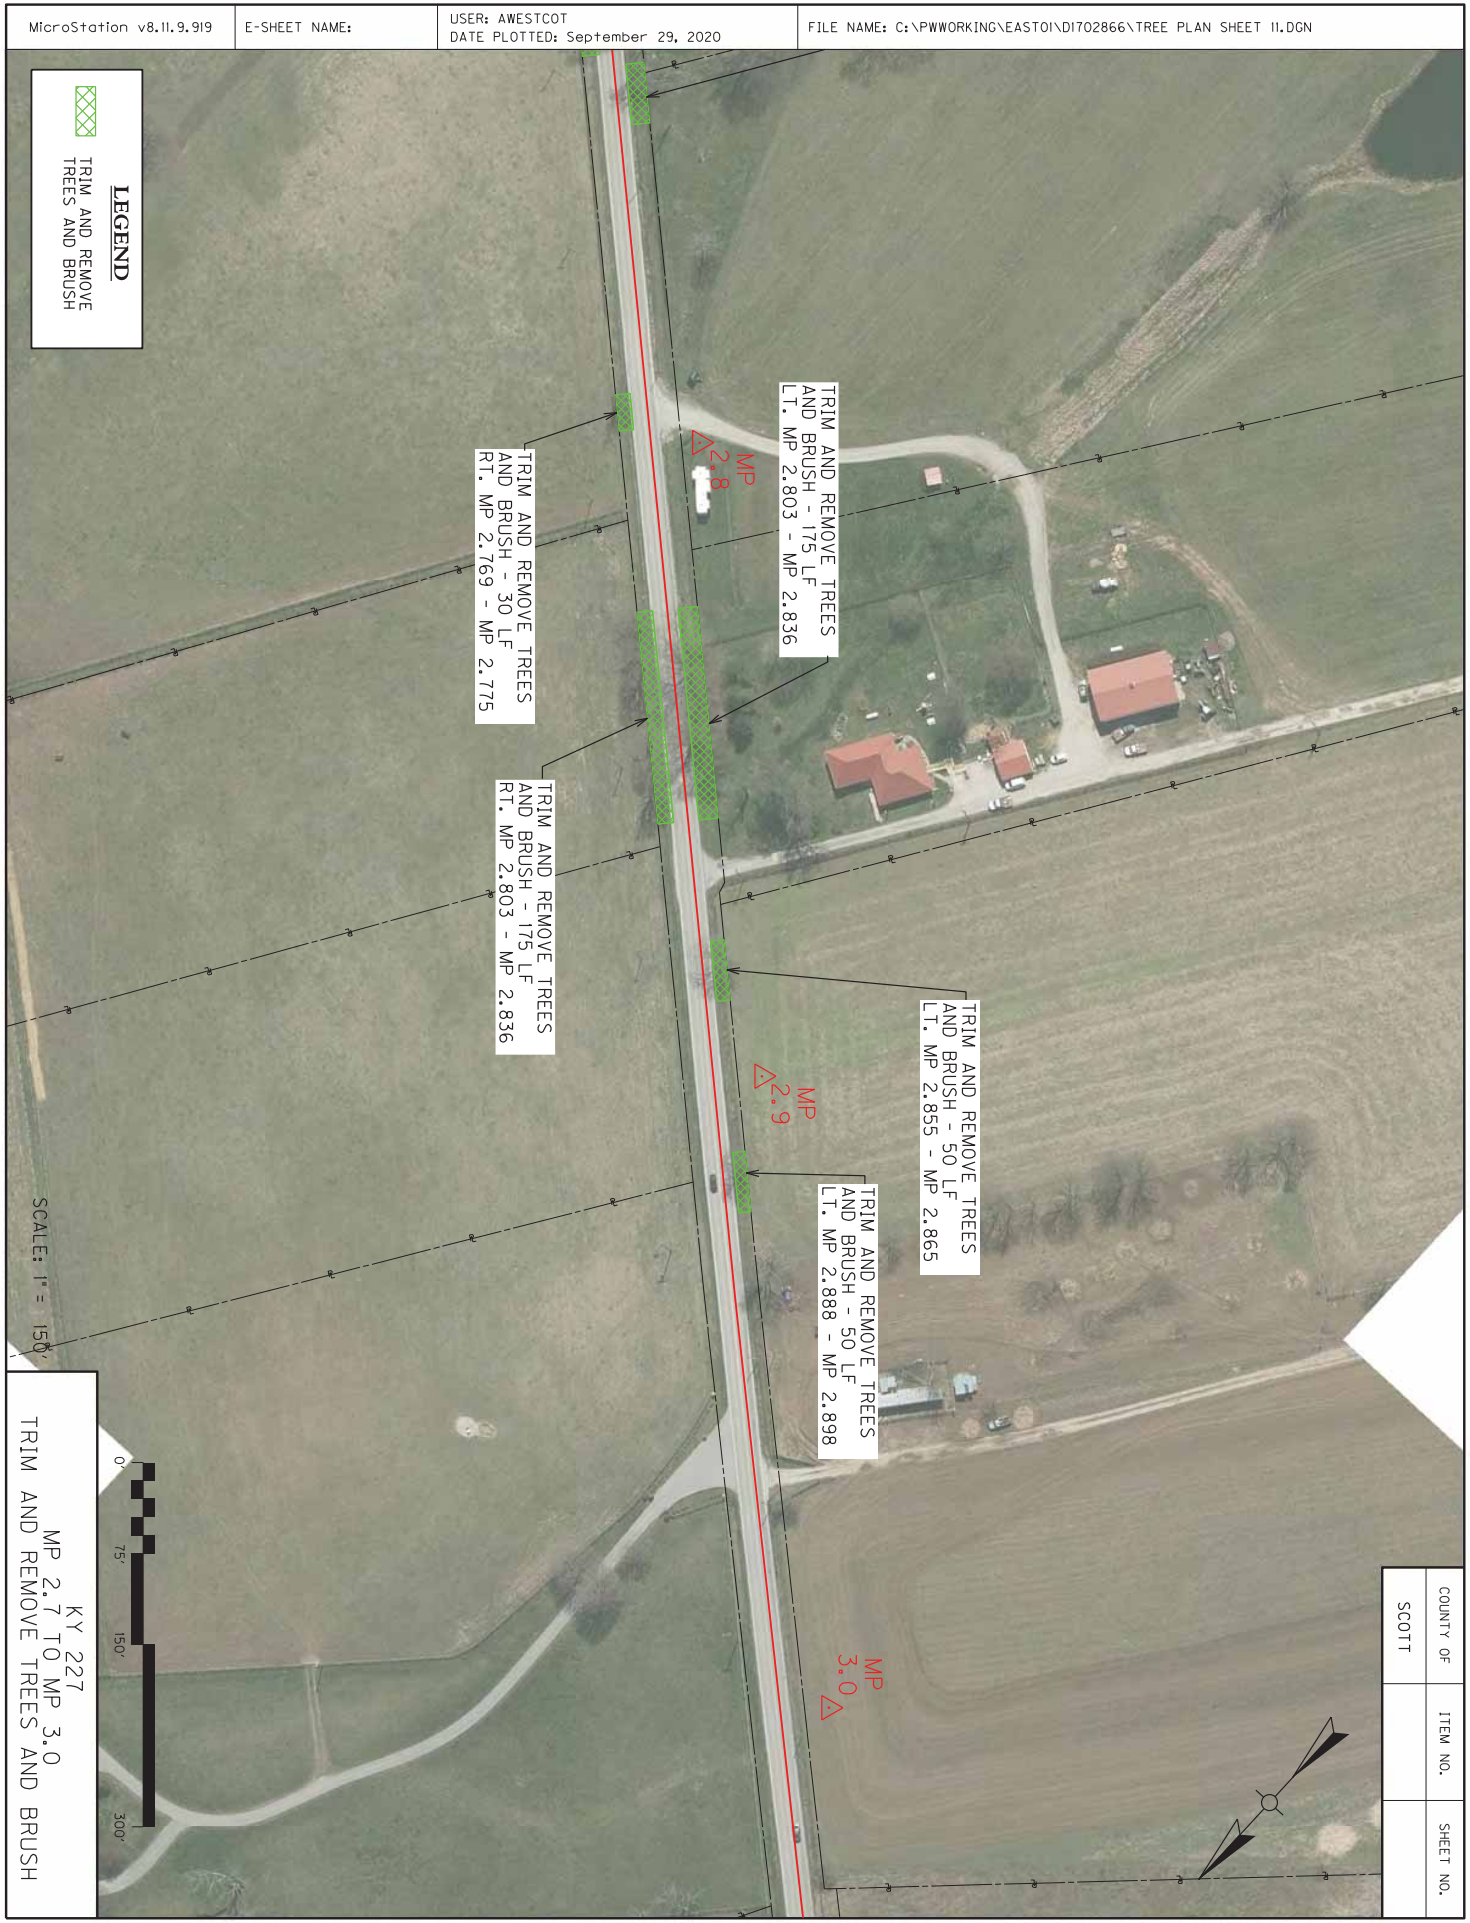 MicroStation v8.11.9.919
E-SHEET NAME:
USER: AWESTCOT
DATE PLOTTED: September 29, 2020
FILE NAME: C:\PWWORKING\EAST01\D1702866\TREE PLAN SHEET 11.DGN
LEGEND
TRIM AND REMOVE
TREES AND BRUSH
TRIM AND REMOVE TREES
AND BRUSH - 175 LF
LT. MP 2.803 - MP 2.836
MP
2.8
TRIM AND REMOVE TREES
AND BRUSH - 30 LF
RT. MP 2.769 - MP 2.775
TRIM AND REMOVE TREES
AND BRUSH - 175 LF
RT. MP 2.803 - MP 2.836
TRIM AND REMOVE TREES
AND BRUSH - 50 LF
LT. MP 2.855 - MP 2.865
MP
2.9
TRIM AND REMOVE TREES
AND BRUSH - 50 LF
LT. MP 2.888 - MP 2.898
MP
3.0
COUNTY OF
ITEM NO.
SHEET NO.
SCOTT
SCALE: 1" = 150'
0'
75'
150'
300'
KY 227
MP 2.7 TO MP 3.0
TRIM AND REMOVE TREES AND BRUSH